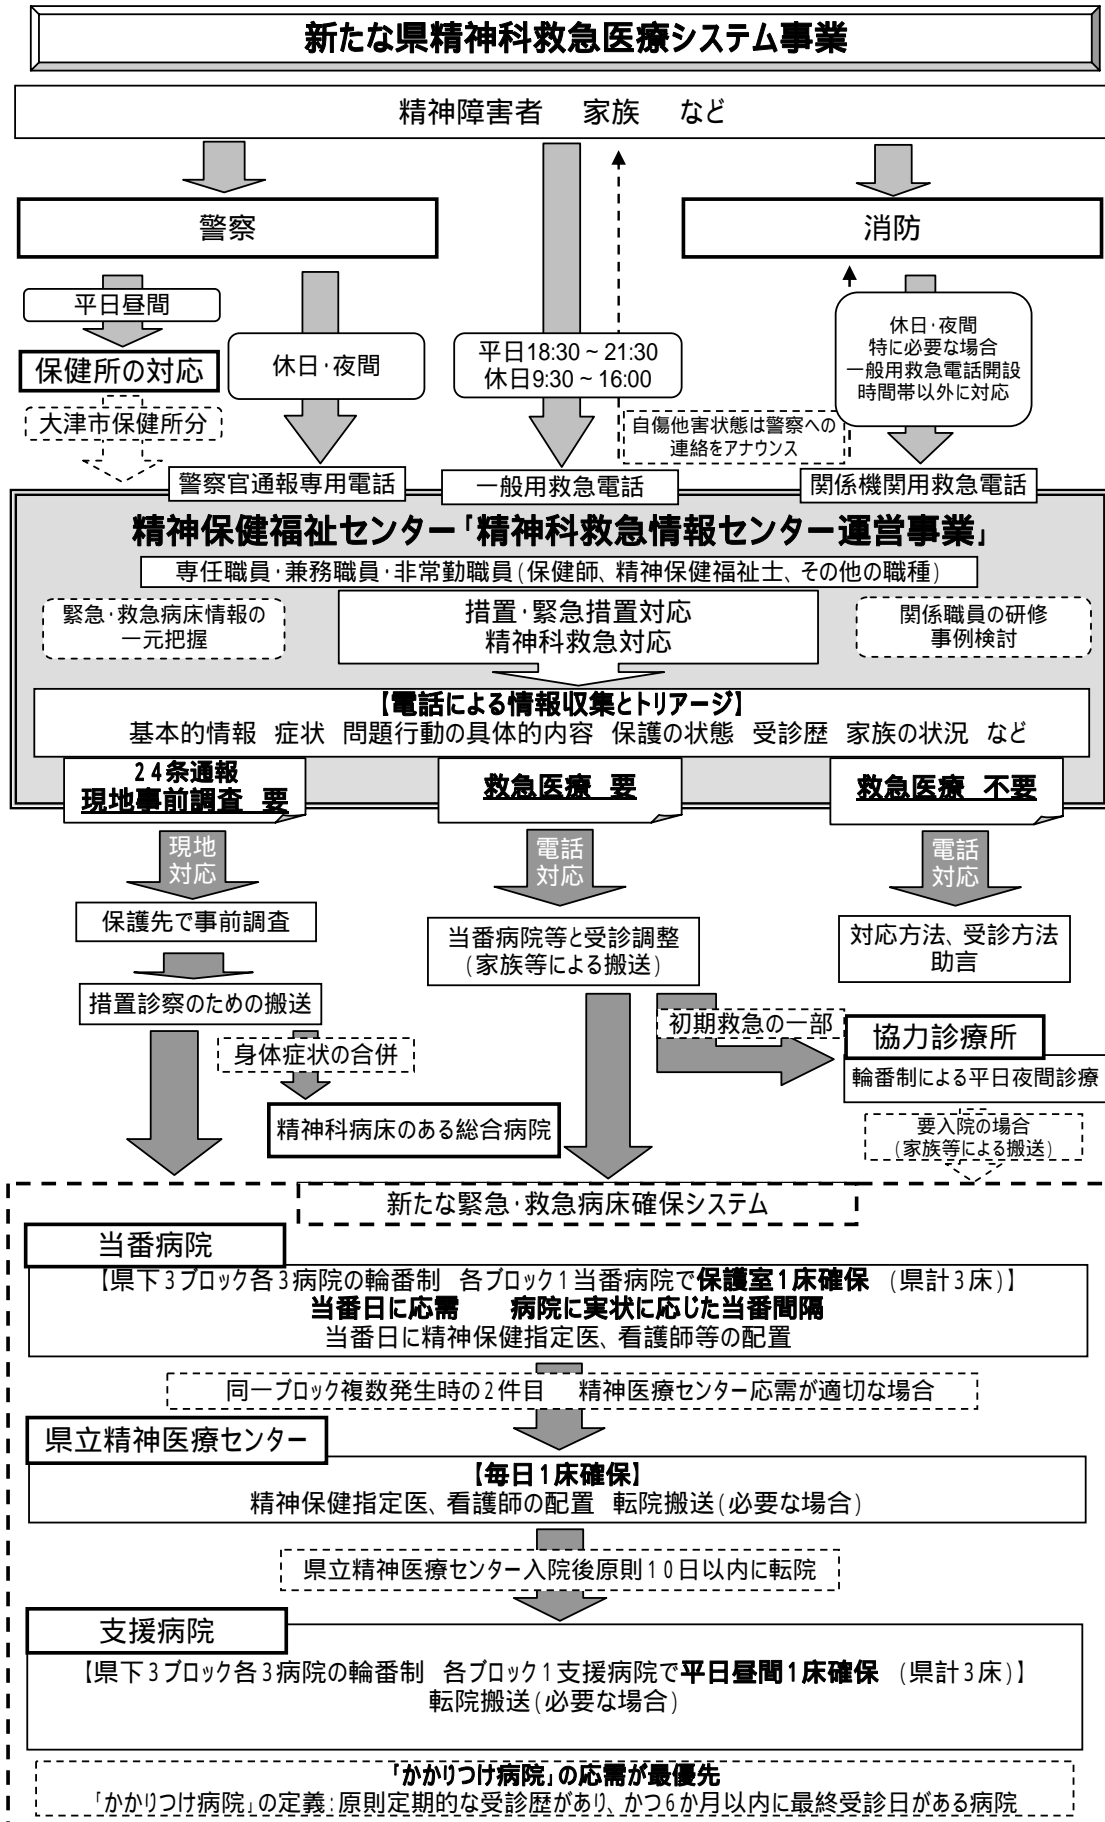 新たな県精神科救急医療システム事業
精神障害者　家族　など
警察
消防
平日昼間
保健所の対応
大津市保健所分
休日・夜間
平日18:30~21:30
休日9:30~16:00
自傷他害状態は警察への
連絡をアナウンス
休日・夜間
特に必要な場合
一般用救急電話開設
時間帯以外に対応
警察官通報専用電話
一般用救急電話
関係機関用救急電話
精神保健福祉センター「精神科救急情報センター運営事業」
専任職員・兼務職員・非常勤職員(保健師、精神保健福祉士、その他の職種)
緊急・救急病床情報の
一元把握
措置・緊急措置対応
精神科救急対応
関係職員の研修
事例検討
【電話による情報収集とトリアージ】
基本的情報　症状　問題行動の具体的内容　保護の状態　受診歴　家族の状況　など
24条通報
現地事前調査　要
救急医療　要
救急医療　不要
現地
対応
電話
対応
電話
対応
保護先で事前調査
当番病院等と受診調整
(家族等による搬送)
対応方法、受診方法
助言
措置診察のための搬送
身体症状の合併
初期救急の一部
協力診療所
輪番制による平日夜間診療
精神科病床のある総合病院
要入院の場合
(家族等による搬送)
新たな緊急・救急病床確保システム
当番病院
【県下3ブロック各3病院の輪番制　各ブロック1当番病院で保護室1床確保　(県計3床)】
当番日に応需　　病院に実状に応じた当番間隔
当番日に精神保健指定医、看護師等の配置
同一ブロック複数発生時の2件目　精神医療センター応需が適切な場合
県立精神医療センター
【毎日1床確保】
精神保健指定医、看護師の配置　転院搬送(必要な場合)
県立精神医療センター入院後原則10日以内に転院
支援病院
【県下3ブロック各3病院の輪番制　各ブロック1支援病院で平日昼間1床確保　(県計3床)】
転院搬送(必要な場合)
「かかりつけ病院」の応需が最優先
「かかりつけ病院」の定義:原則定期的な受診歴があり、かつ6か月以内に最終受診日がある病院